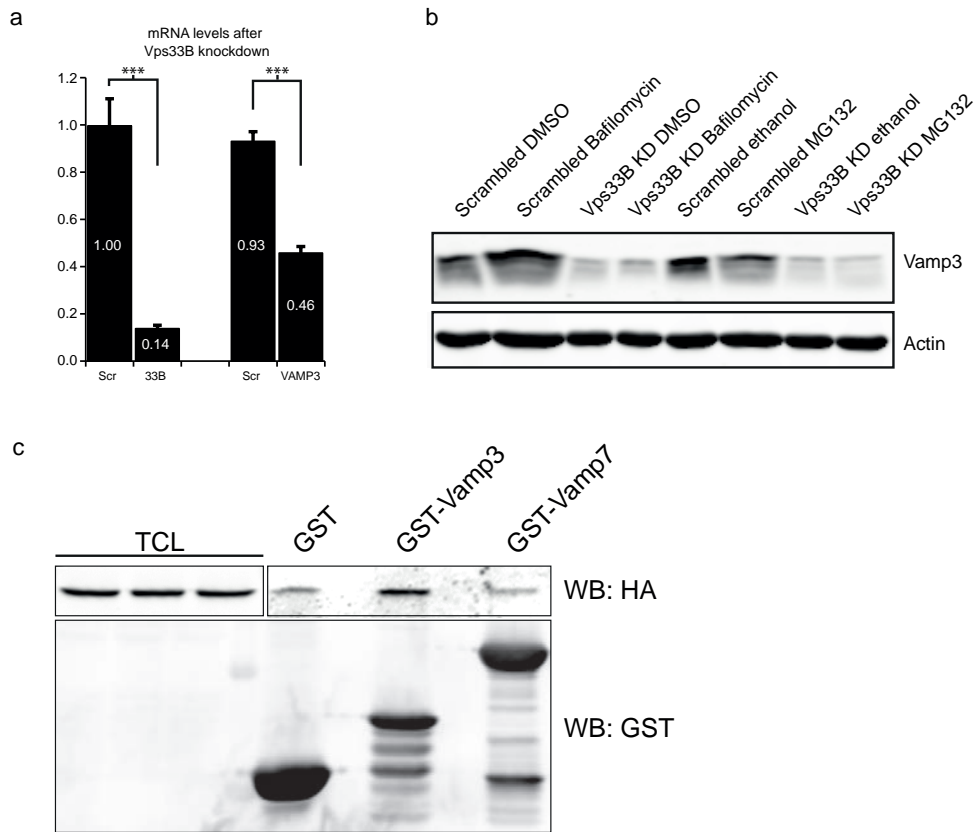 a
mRNA levels after
Vps33B knockdown
*** ***
1.2
1.0
0.8
0.6
0.4
0.2
0.0
1.00
0.14
0.93
0.46
Scr 33B Scr VAMP3
b
Scrambled DMSO
Scrambled Bafilomycin
Vps33B KD DMSO
Vps33B KD Bafilomycin
Scrambled ethanol
Scrambled MG132
Vps33B KD ethanol
Vps33B KD MG132
Vamp3
Actin
c
TCL
GST
GST-Vamp3
GST-Vamp7
WB: HA
WB: GST